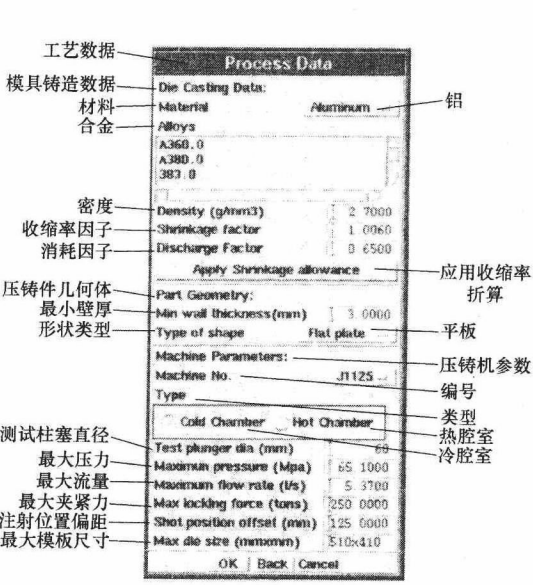 工艺数据
Process Data
模具铸造数据
Die Casting Data:
材料
Material
Aluminum
铝
合金
Alloys
A360.0
A380.0
383.0
密度
Density (g/mm3)
2 7000
收缩率因子
Shrinkage factor
1 0060
消耗因子
Discharge Factor
0 6500
Apply Shrinkage allowance
应用收缩率
折算
压铸件几何体
Part Geometry:
最小壁厚
Min wall thickness(mm)
3 0000
形状类型
Type of shape
Flat plate
平板
Machine Parameters:
压铸机参数
Machine No.
J1125
编号
Type
类型
Cold Chamber
Hot Chamber
热腔室
冷腔室
测试柱塞直径
Test plunger dia (mm)
60
最大压力
Maximun pressure (Mpa)
65 1000
最大流量
Maximum flow rate (l/s)
5 3700
最大夹紧力
Max locking force (tons)
250 0000
注射位置偏距
Shot position offset (mm)
125 0000
最大模板尺寸
Max die size (mmxmm)
510x410
OK Back Cancel